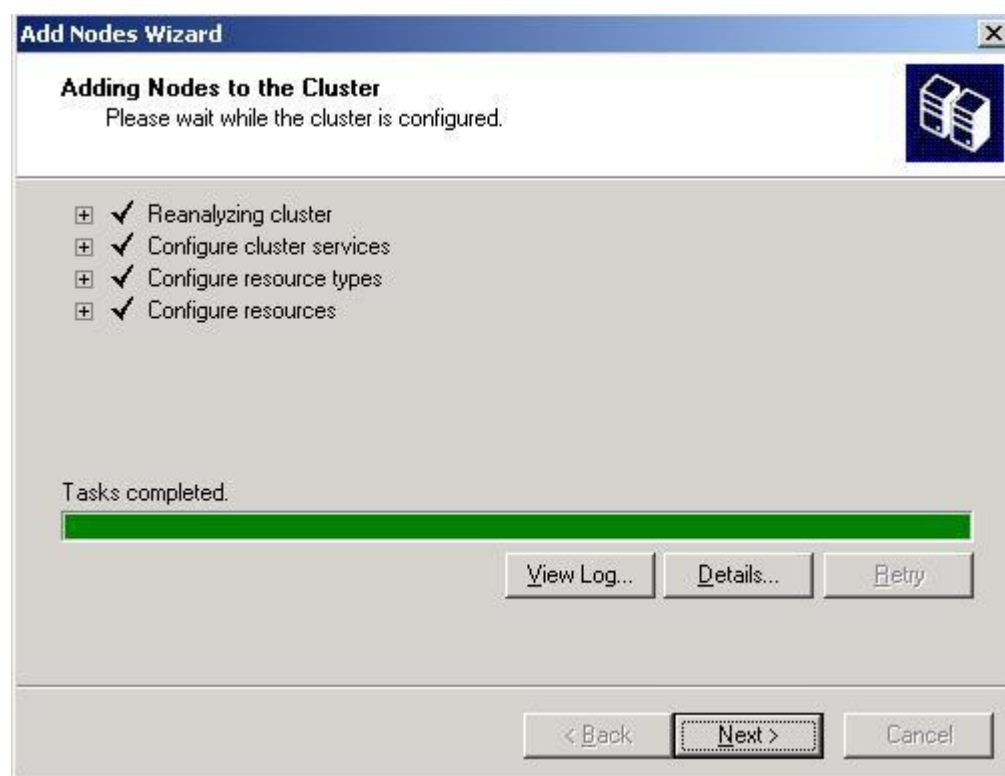 Add Nodes Wizard
Adding Nodes to the Cluster
Please wait while the cluster is configured.
Reanalyzing cluster
Configure cluster services
Configure resource types
Configure resources
Tasks completed.
View Log... Details... Retry
< Back Next > Cancel